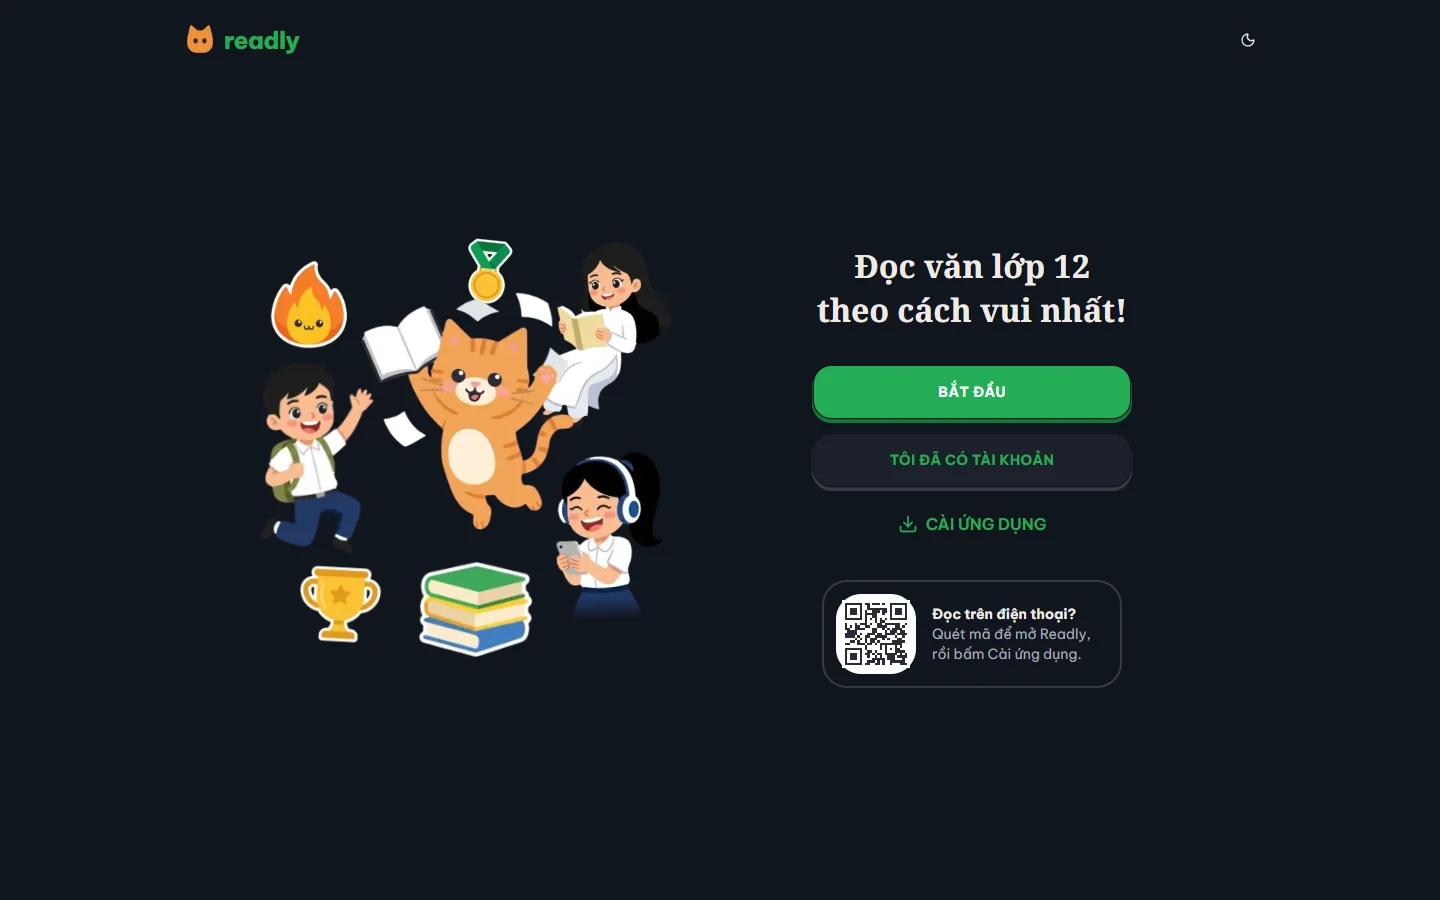 readly
Đọc văn lớp 12
theo cách vui nhất!
BẮT ĐẦU
TÔI ĐÃ CÓ TÀI KHOẢN
CÀI ỨNG DỤNG
Đọc trên điện thoại?
Quét mã để mở Readly,
rồi bấm Cài ứng dụng.